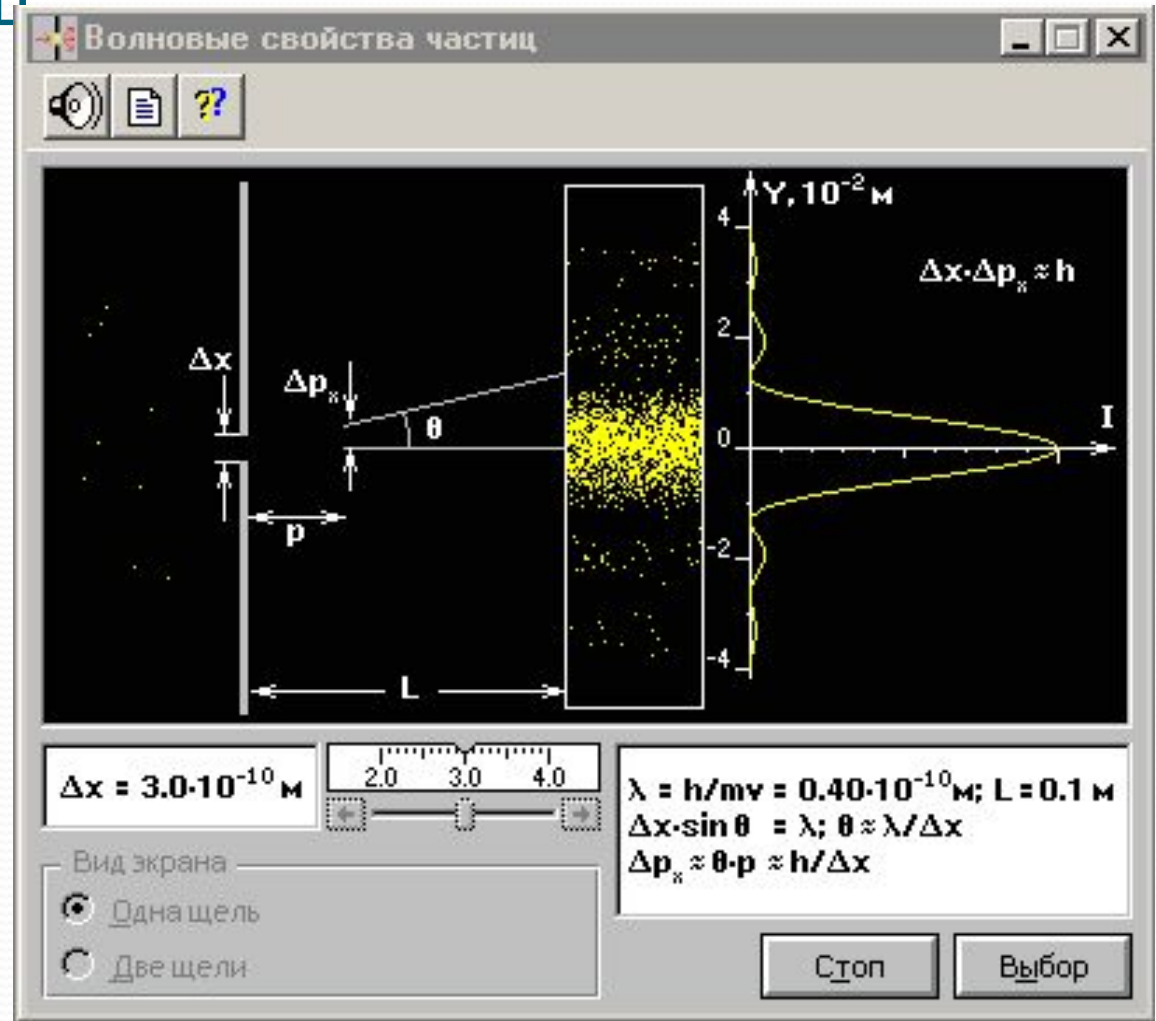 Волновые свойства частиц
??
Y, 10⁻² м
4
Δx·Δpₓ ≈ h
2
Δx
Δpₓ
θ
0
I
p
-2
-4
L
Δx = 3.0·10⁻¹⁰ м
2.0 3.0 4.0
λ = h/mv = 0.40·10⁻¹⁰м; L = 0.1 м
Δx·sin θ = λ; θ ≈ λ/Δx
Δpₓ ≈ θ·p ≈ h/Δx
Вид экрана
Одна щель
Две щели
Стоп
Выбор